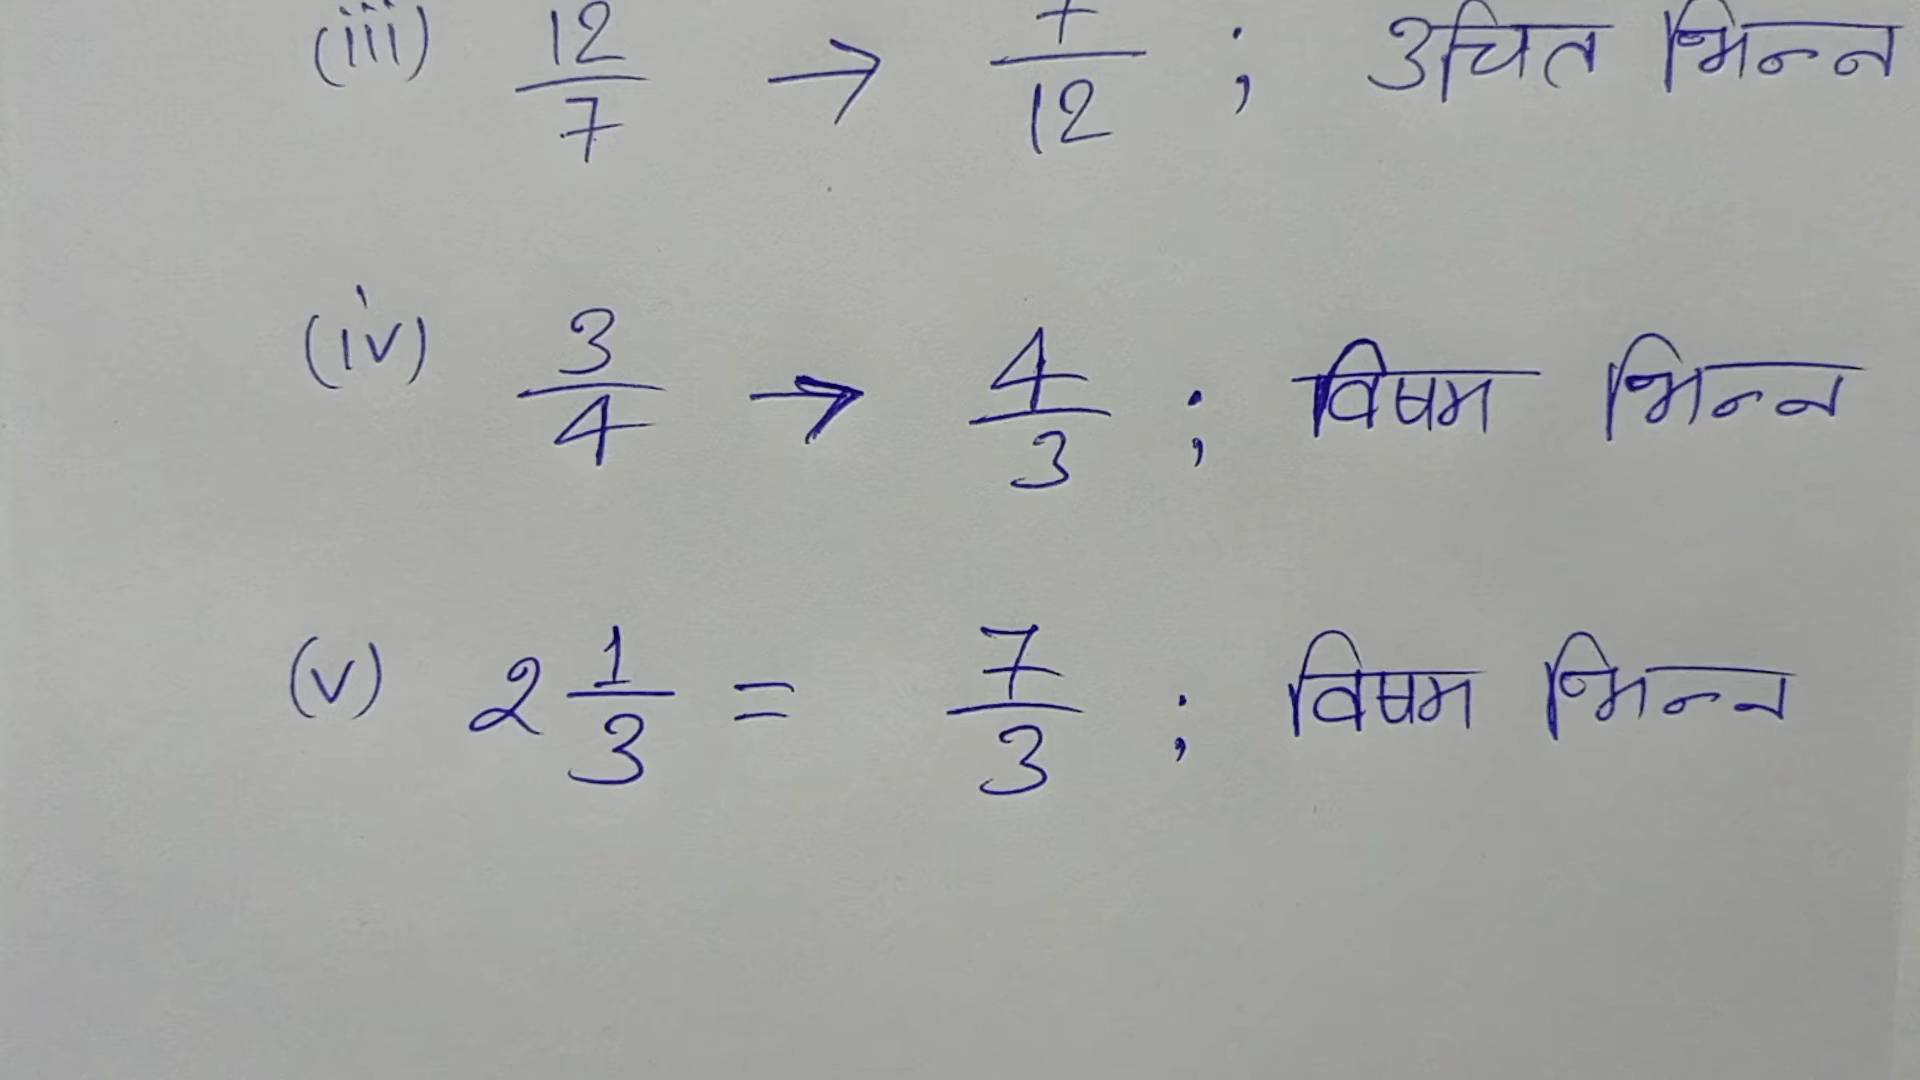 (iii) 12/7 → 7/12 ; उचित भिन्न
(iv) 3/4 → 4/3 ; विषम भिन्न
(v) 2 1/3 = 7/3 ; विषम भिन्न